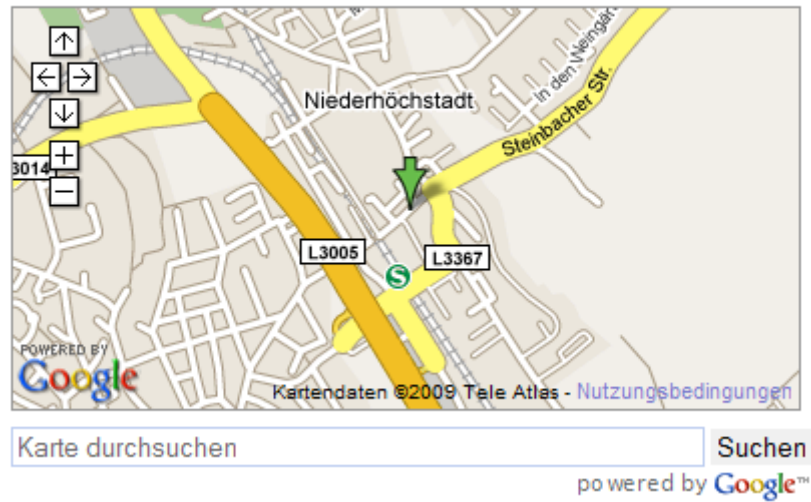 In den Weingär
Niederhöchstadt
Steinbacher Str.
3014
L3005
L3367
S
POWERED BY
Google
Kartendaten ©2009 Tele Atlas - Nutzungsbedingungen
Karte durchsuchen
Suchen
powered by Google™